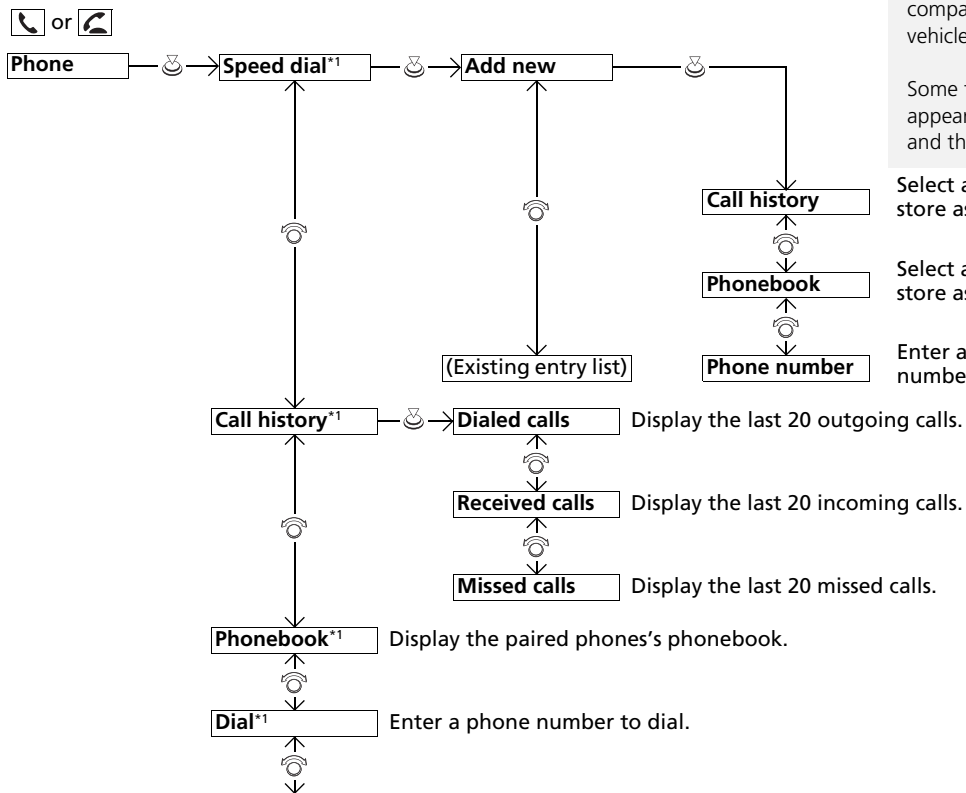 or
compa
vehicle
Phone
Speed dial*1
Add new
Some
appear
and th
Call history
Select a
store as
Phonebook
Select a
store as
(Existing entry list)
Phone number
Enter a
number
Call history*1
Dialed calls
Display the last 20 outgoing calls.
Received calls
Display the last 20 incoming calls.
Missed calls
Display the last 20 missed calls.
Phonebook*1
Display the paired phones's phonebook.
Dial*1
Enter a phone number to dial.